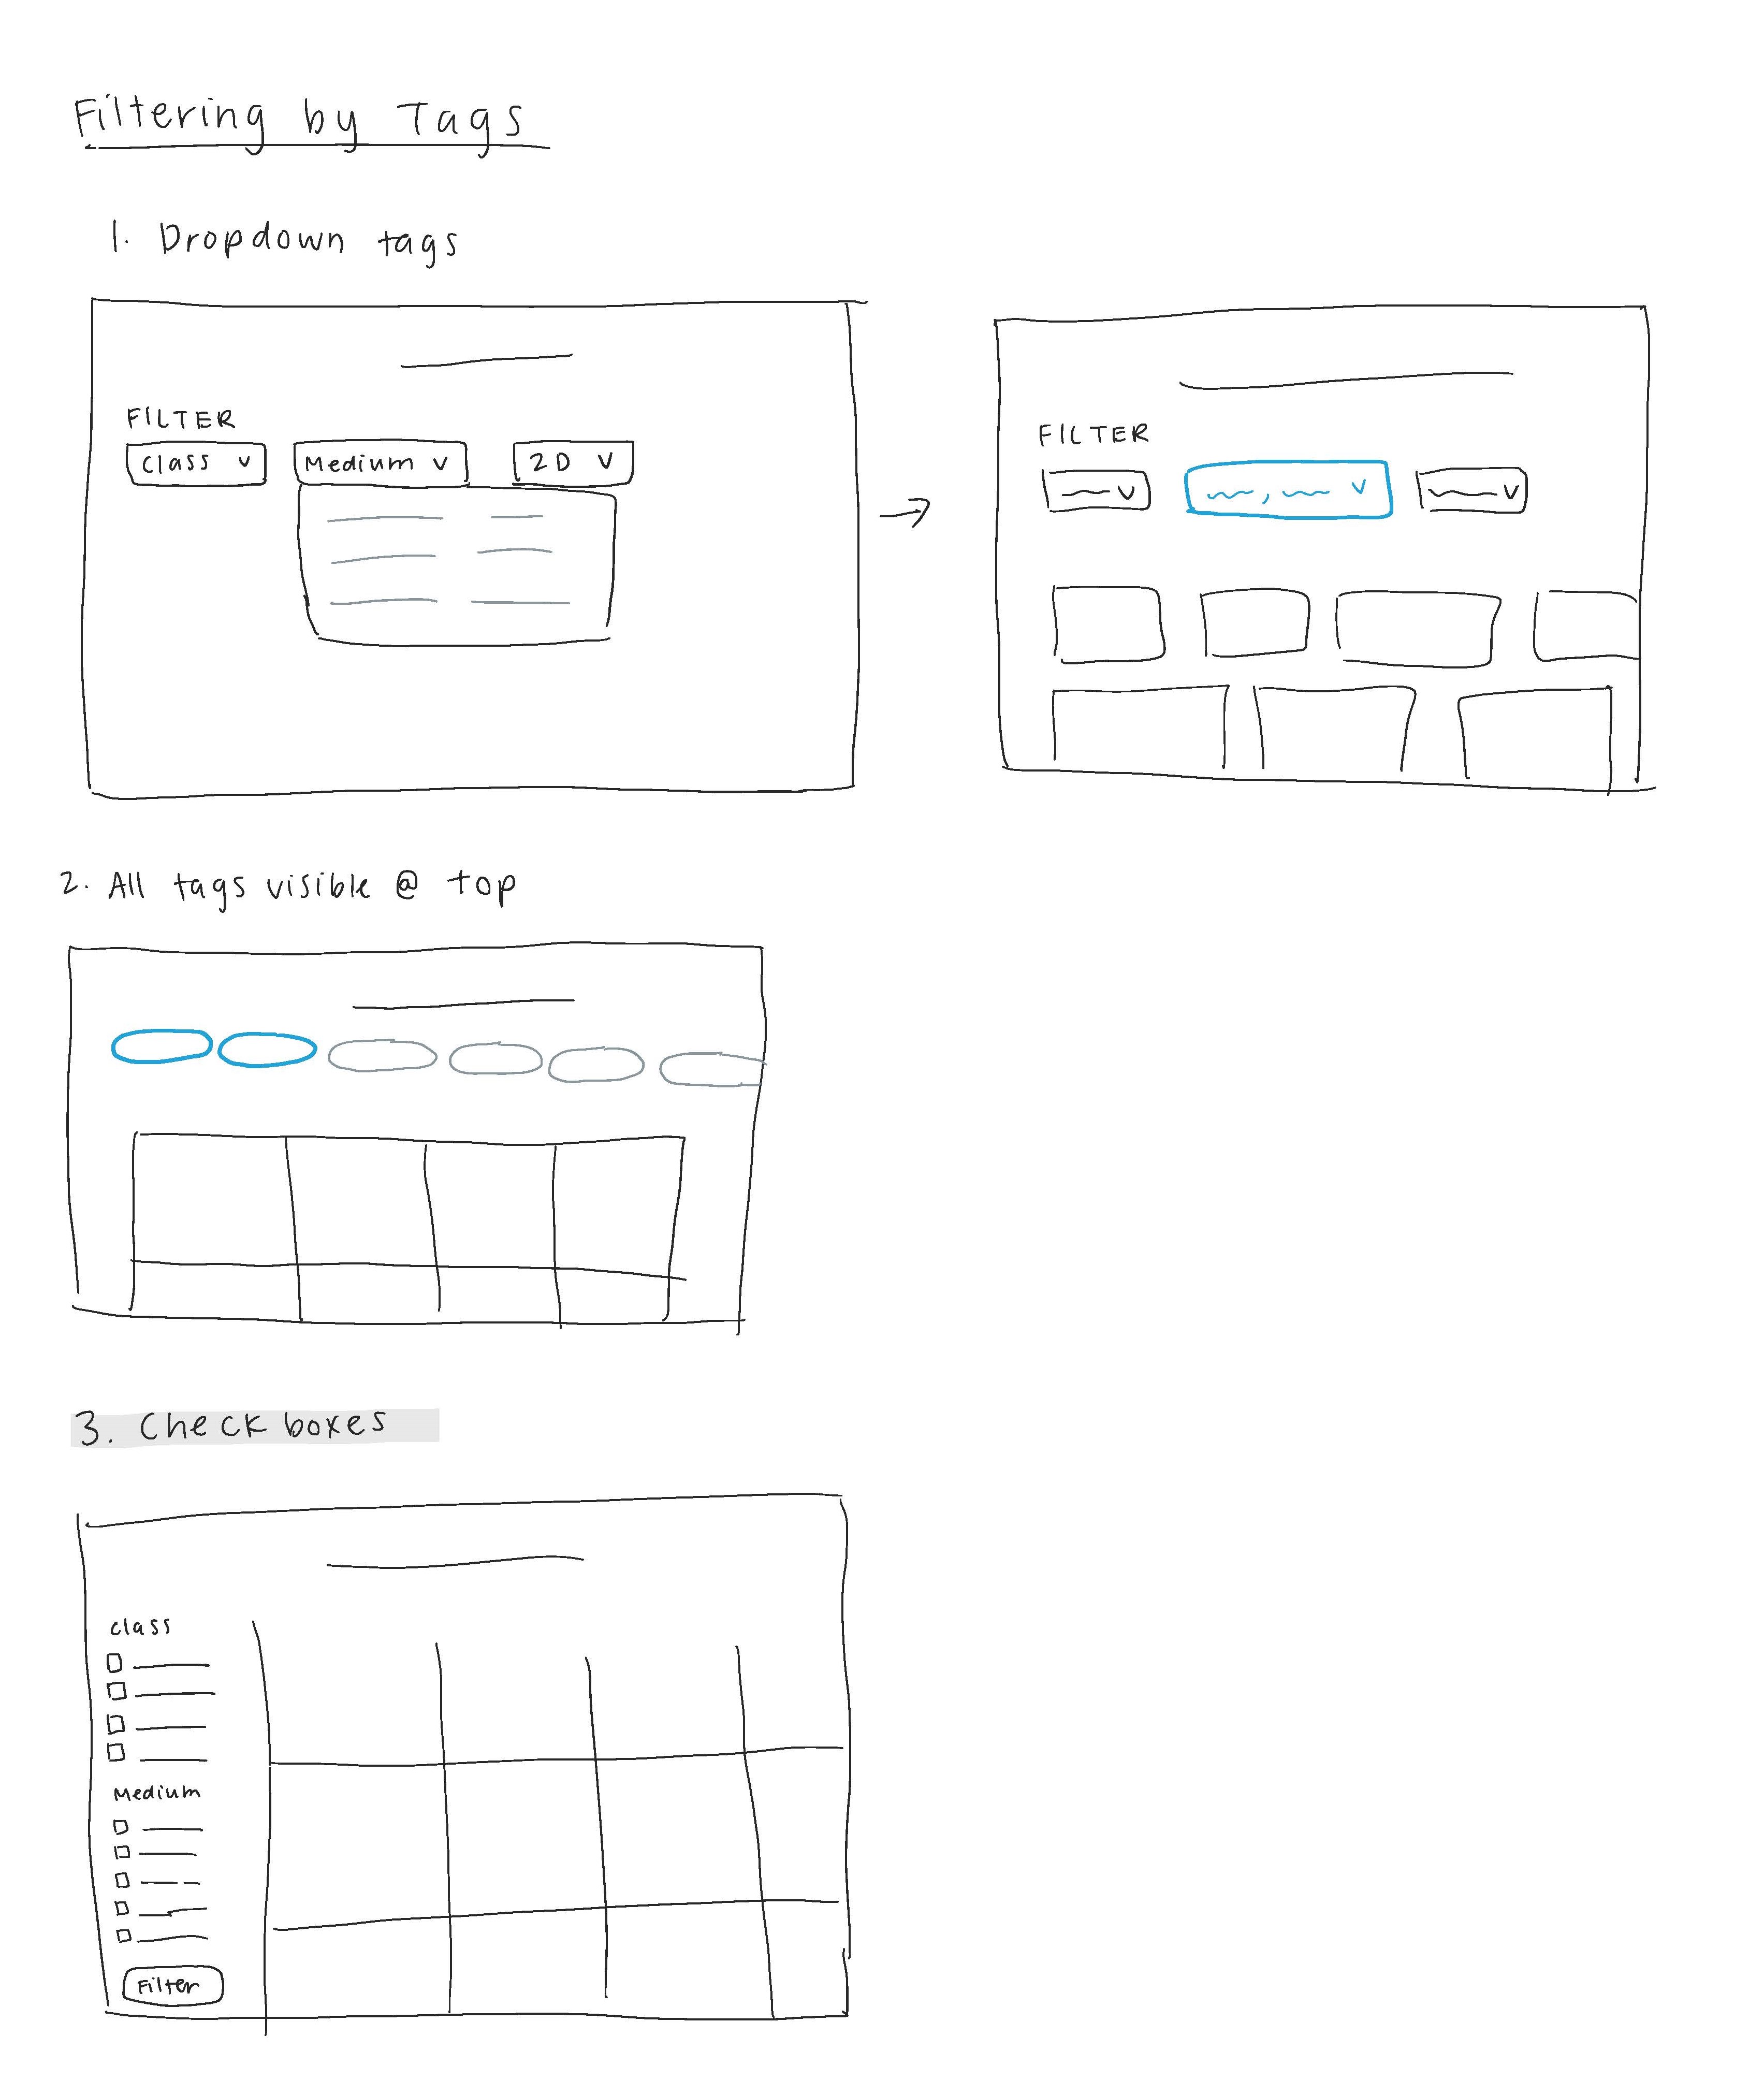 Filtering by Tags
1. Dropdown tags
FILTER
Class v
Medium v
2D v
FILTER
2. All tags visible @ top
3. Check boxes
Class
Medium
Filter